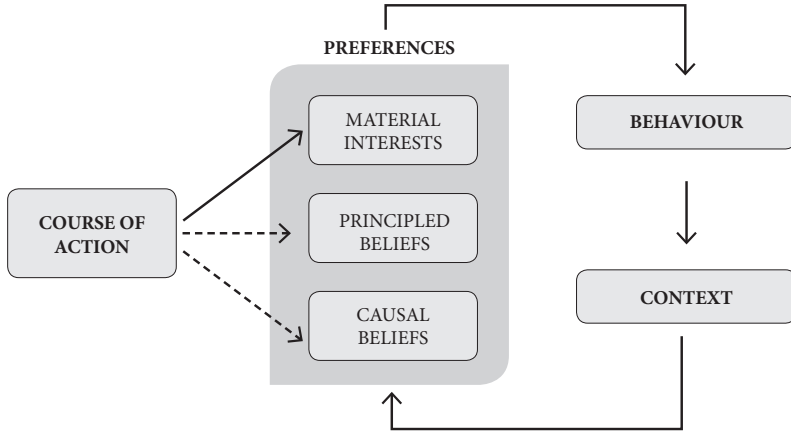 PREFERENCES
MATERIAL
INTERESTS
BEHAVIOUR
PRINCIPLED
BELIEFS
COURSE OF
ACTION
CONTEXT
CAUSAL
BELIEFS